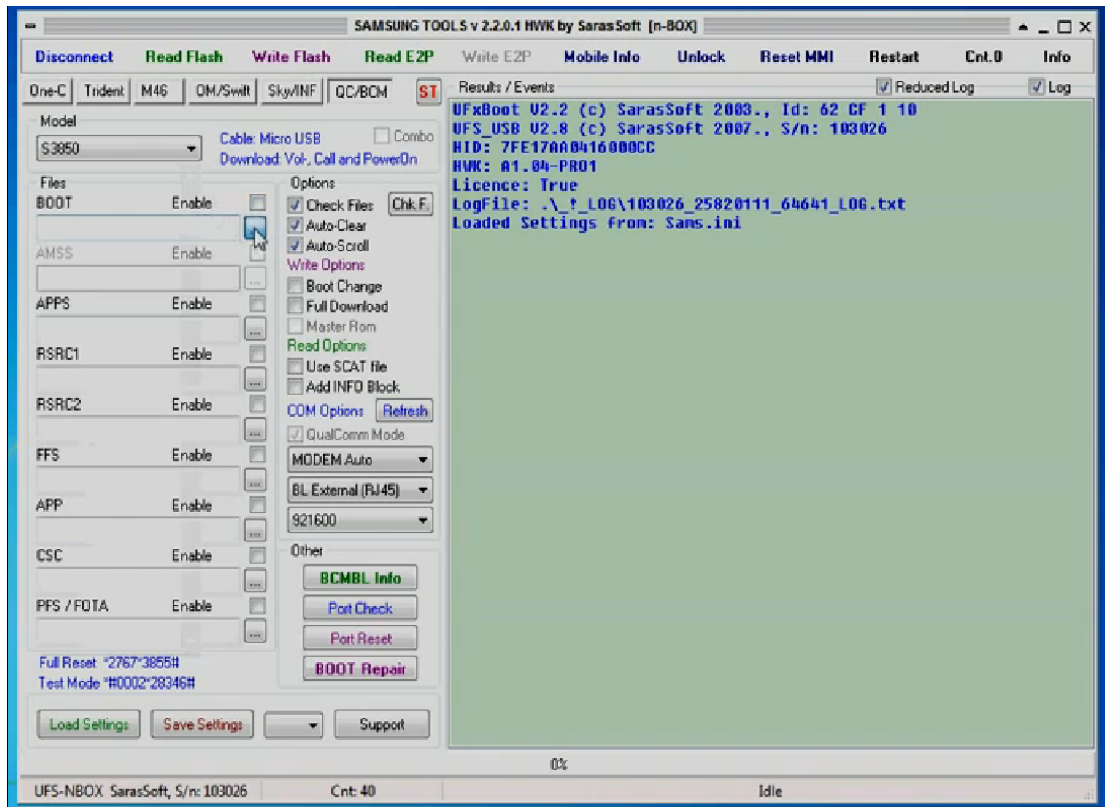 SAMSUNG TOOLS v 2.2.0.1 HWK by SarasSoft [n-BOX]
Disconnect Read Flash Write Flash Read E2P Write E2P Mobile Info Unlock Reset MMI Restart Cnt.0 Info
One-C Trident M46 OM/Swift Sky/INF QC/BCM ST
Results / Events Reduced Log Log
Model
S3850
Cable: Micro USB Combo
Download: Vol-, Call and PowerOn
Files
BOOT Enable
AMSS Enable
...
APPS Enable
...
RSRC1 Enable
...
RSRC2 Enable
...
FFS Enable
...
APP Enable
...
CSC Enable
...
PFS / FOTA Enable
...
Full Reset *2767*3855#
Test Mode *#0002*28346#
Options
Check Files Chk.F.
Auto-Clear
Auto-Scroll
Write Options
Boot Change
Full Download
Master Rom
Read Options
Use SCAT file
Add INFO Block
COM Options Refresh
QualComm Mode
MODEM Auto
BL External (RJ45)
921600
Other
BCMBL Info
Port Check
Port Reset
BOOT Repair
Load Settings Save Settings Support
UFxBoot V2.2 (c) SarasSoft 2003., Id: 62 CF 1 10
UFS_USB V2.8 (c) SarasSoft 2007., S/n: 103026
HID: 7FE17AA0416000CC
HWK: A1.04-PRO1
Licence: True
LogFile: .\_!_LOG\103026_25820111_64641_LOG.txt
Loaded Settings from: Sams.ini
0%
UFS-NBOX SarasSoft, S/n: 103026 Cnt: 40 Idle